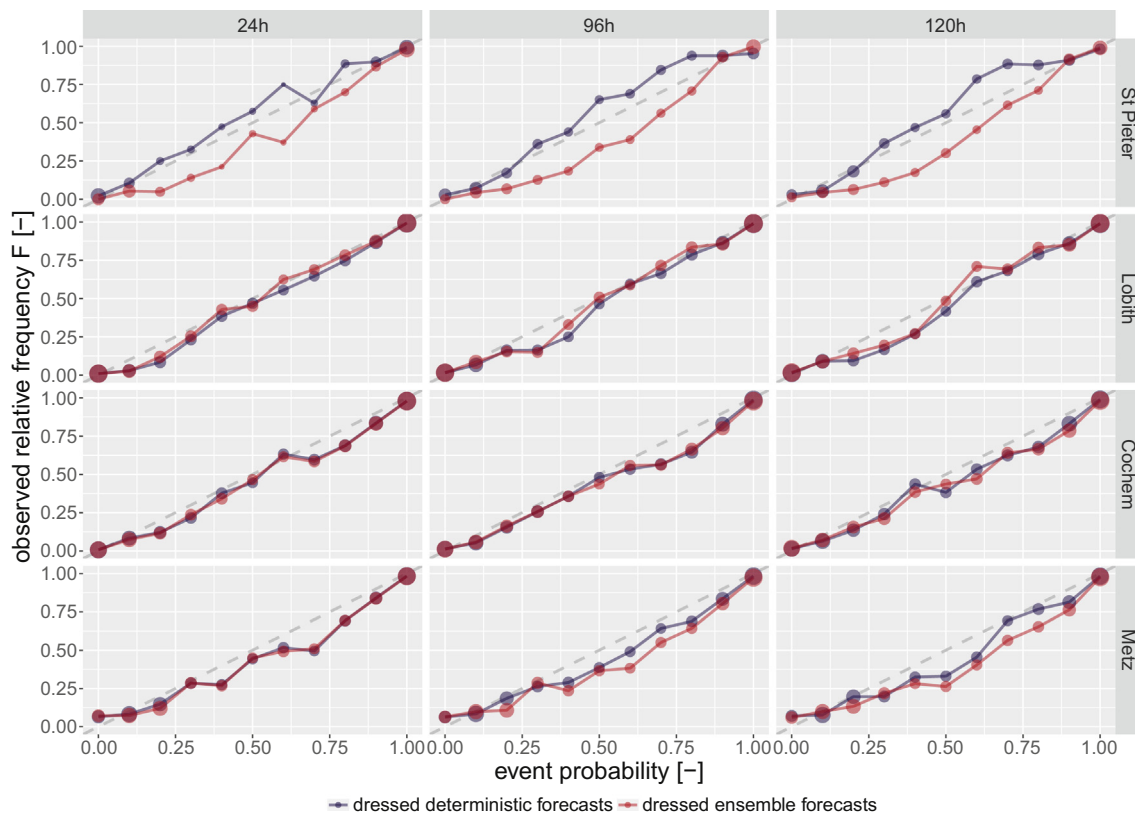 24h 96h 120h
1.00
0.75
0.50
0.25
0.00
St Pieter
1.00
0.75
0.50
0.25
0.00
Lobith
1.00
0.75
0.50
0.25
0.00
Cochem
1.00
0.75
0.50
0.25
0.00
Metz
observed relative frequency F [−]
0.00 0.25 0.50 0.75 1.00 0.00 0.25 0.50 0.75 1.00 0.00 0.25 0.50 0.75 1.00
event probability [−]
dressed deterministic forecasts dressed ensemble forecasts